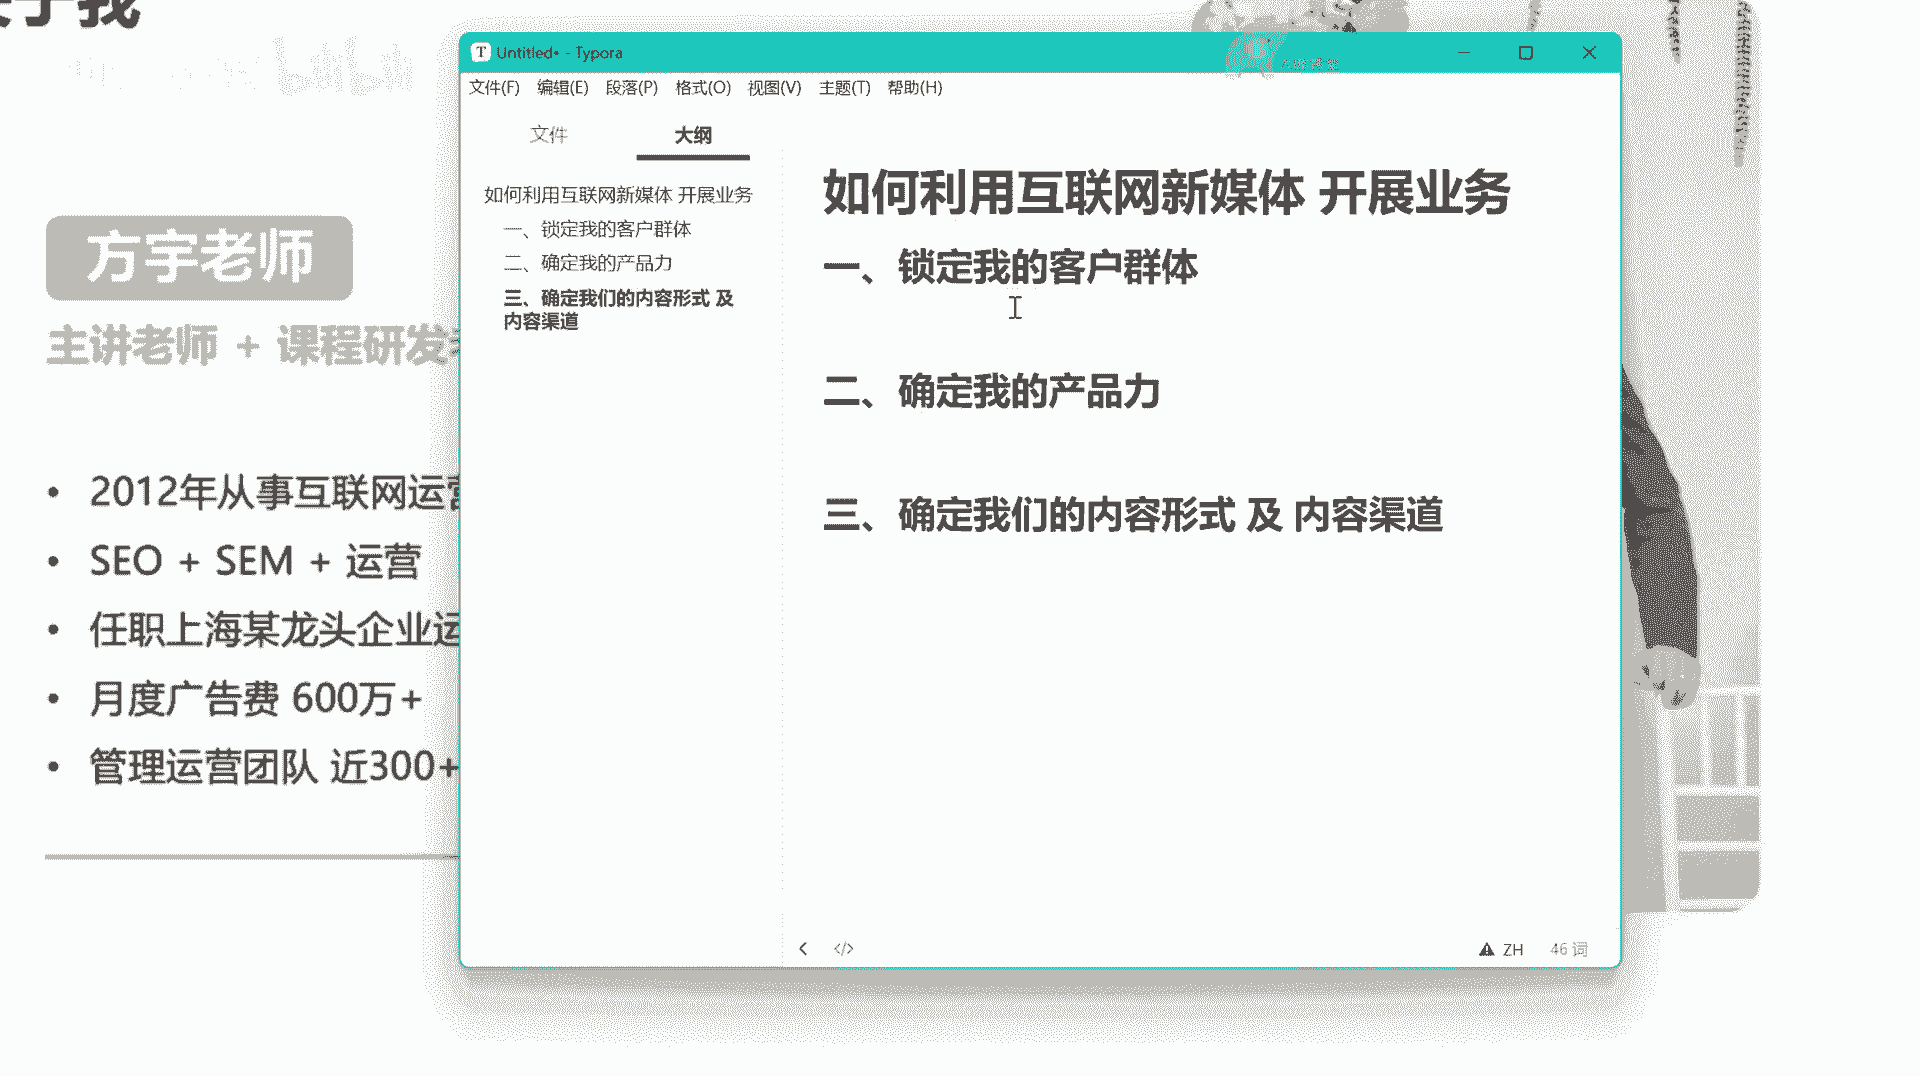 关于我
bilibili
方宇老师
主讲老师 + 课程研发
2012年从事互联网运营
SEO + SEM + 运营
任职上海某龙头企业运
月度广告费 600万+
管理运营团队 近300+
Untitled• - Typora
文件(F) 编辑(E) 段落(P) 格式(O) 视图(V) 主题(T) 帮助(H)
文件 大纲
如何利用互联网新媒体 开展业务
一、锁定我的客户群体
二、确定我的产品力
三、确定我们的内容形式 及
内容渠道
如何利用互联网新媒体 开展业务
一、锁定我的客户群体
二、确定我的产品力
三、确定我们的内容形式 及 内容渠道
ZH 46 词